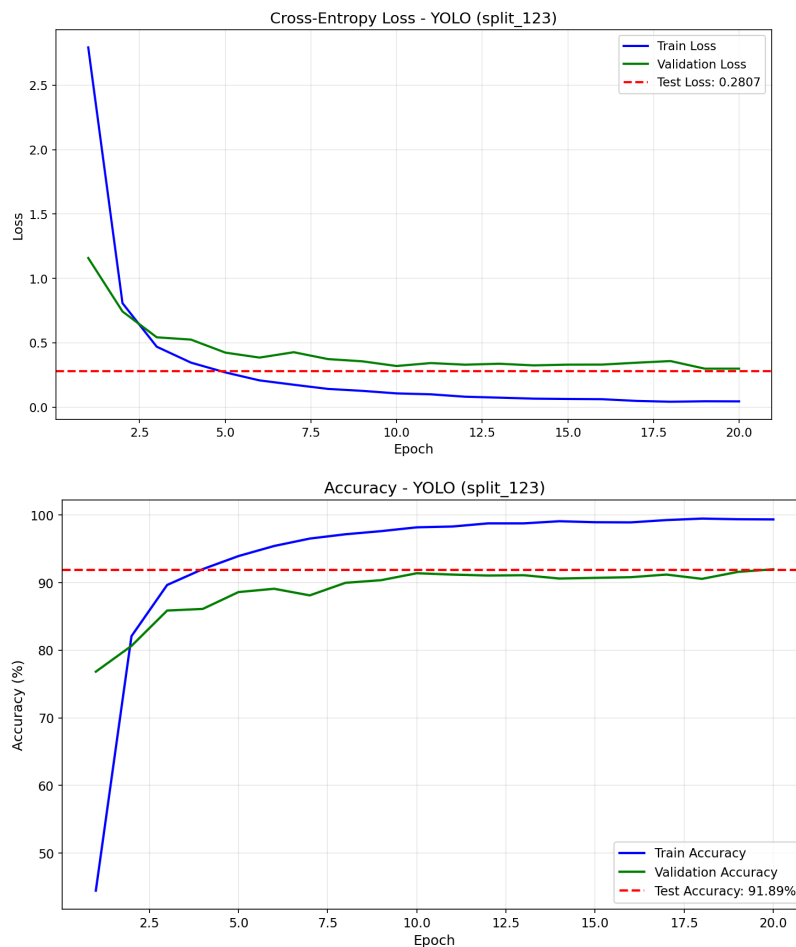 Cross-Entropy Loss - YOLO (split_123)
Train Loss
Validation Loss
Test Loss: 0.2807
2.5
2.0
1.5
1.0
0.5
0.0
Loss
2.5 5.0 7.5 10.0 12.5 15.0 17.5 20.0
Epoch
Accuracy - YOLO (split_123)
100
90
80
70
60
50
Accuracy (%)
Train Accuracy
Validation Accuracy
Test Accuracy: 91.89%
2.5 5.0 7.5 10.0 12.5 15.0 17.5 20.0
Epoch